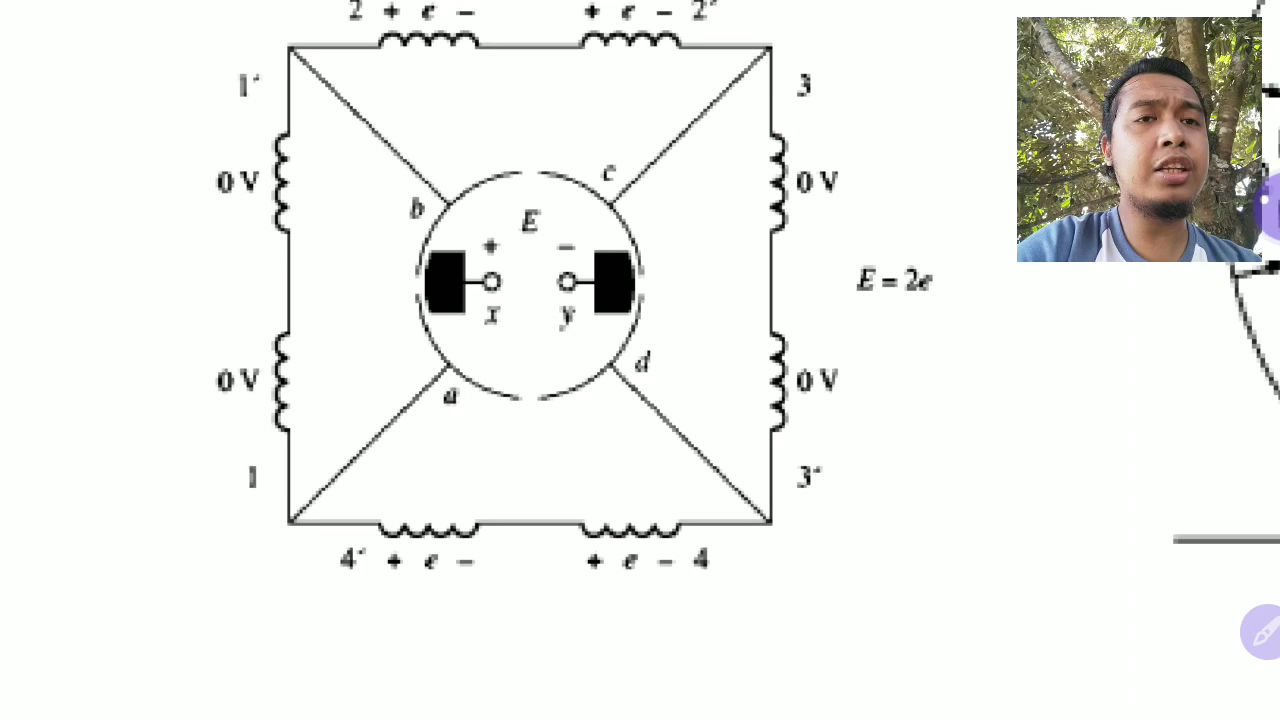 2 + e − + e − 2′
1′ 3
0 V 0 V
c
b
E
+ −
x y
E = 2e
d
a
0 V 0 V
1 3′
4′ + e − + e − 4